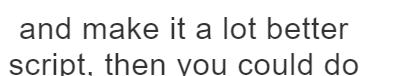 and make it a lot better
script, then you could do